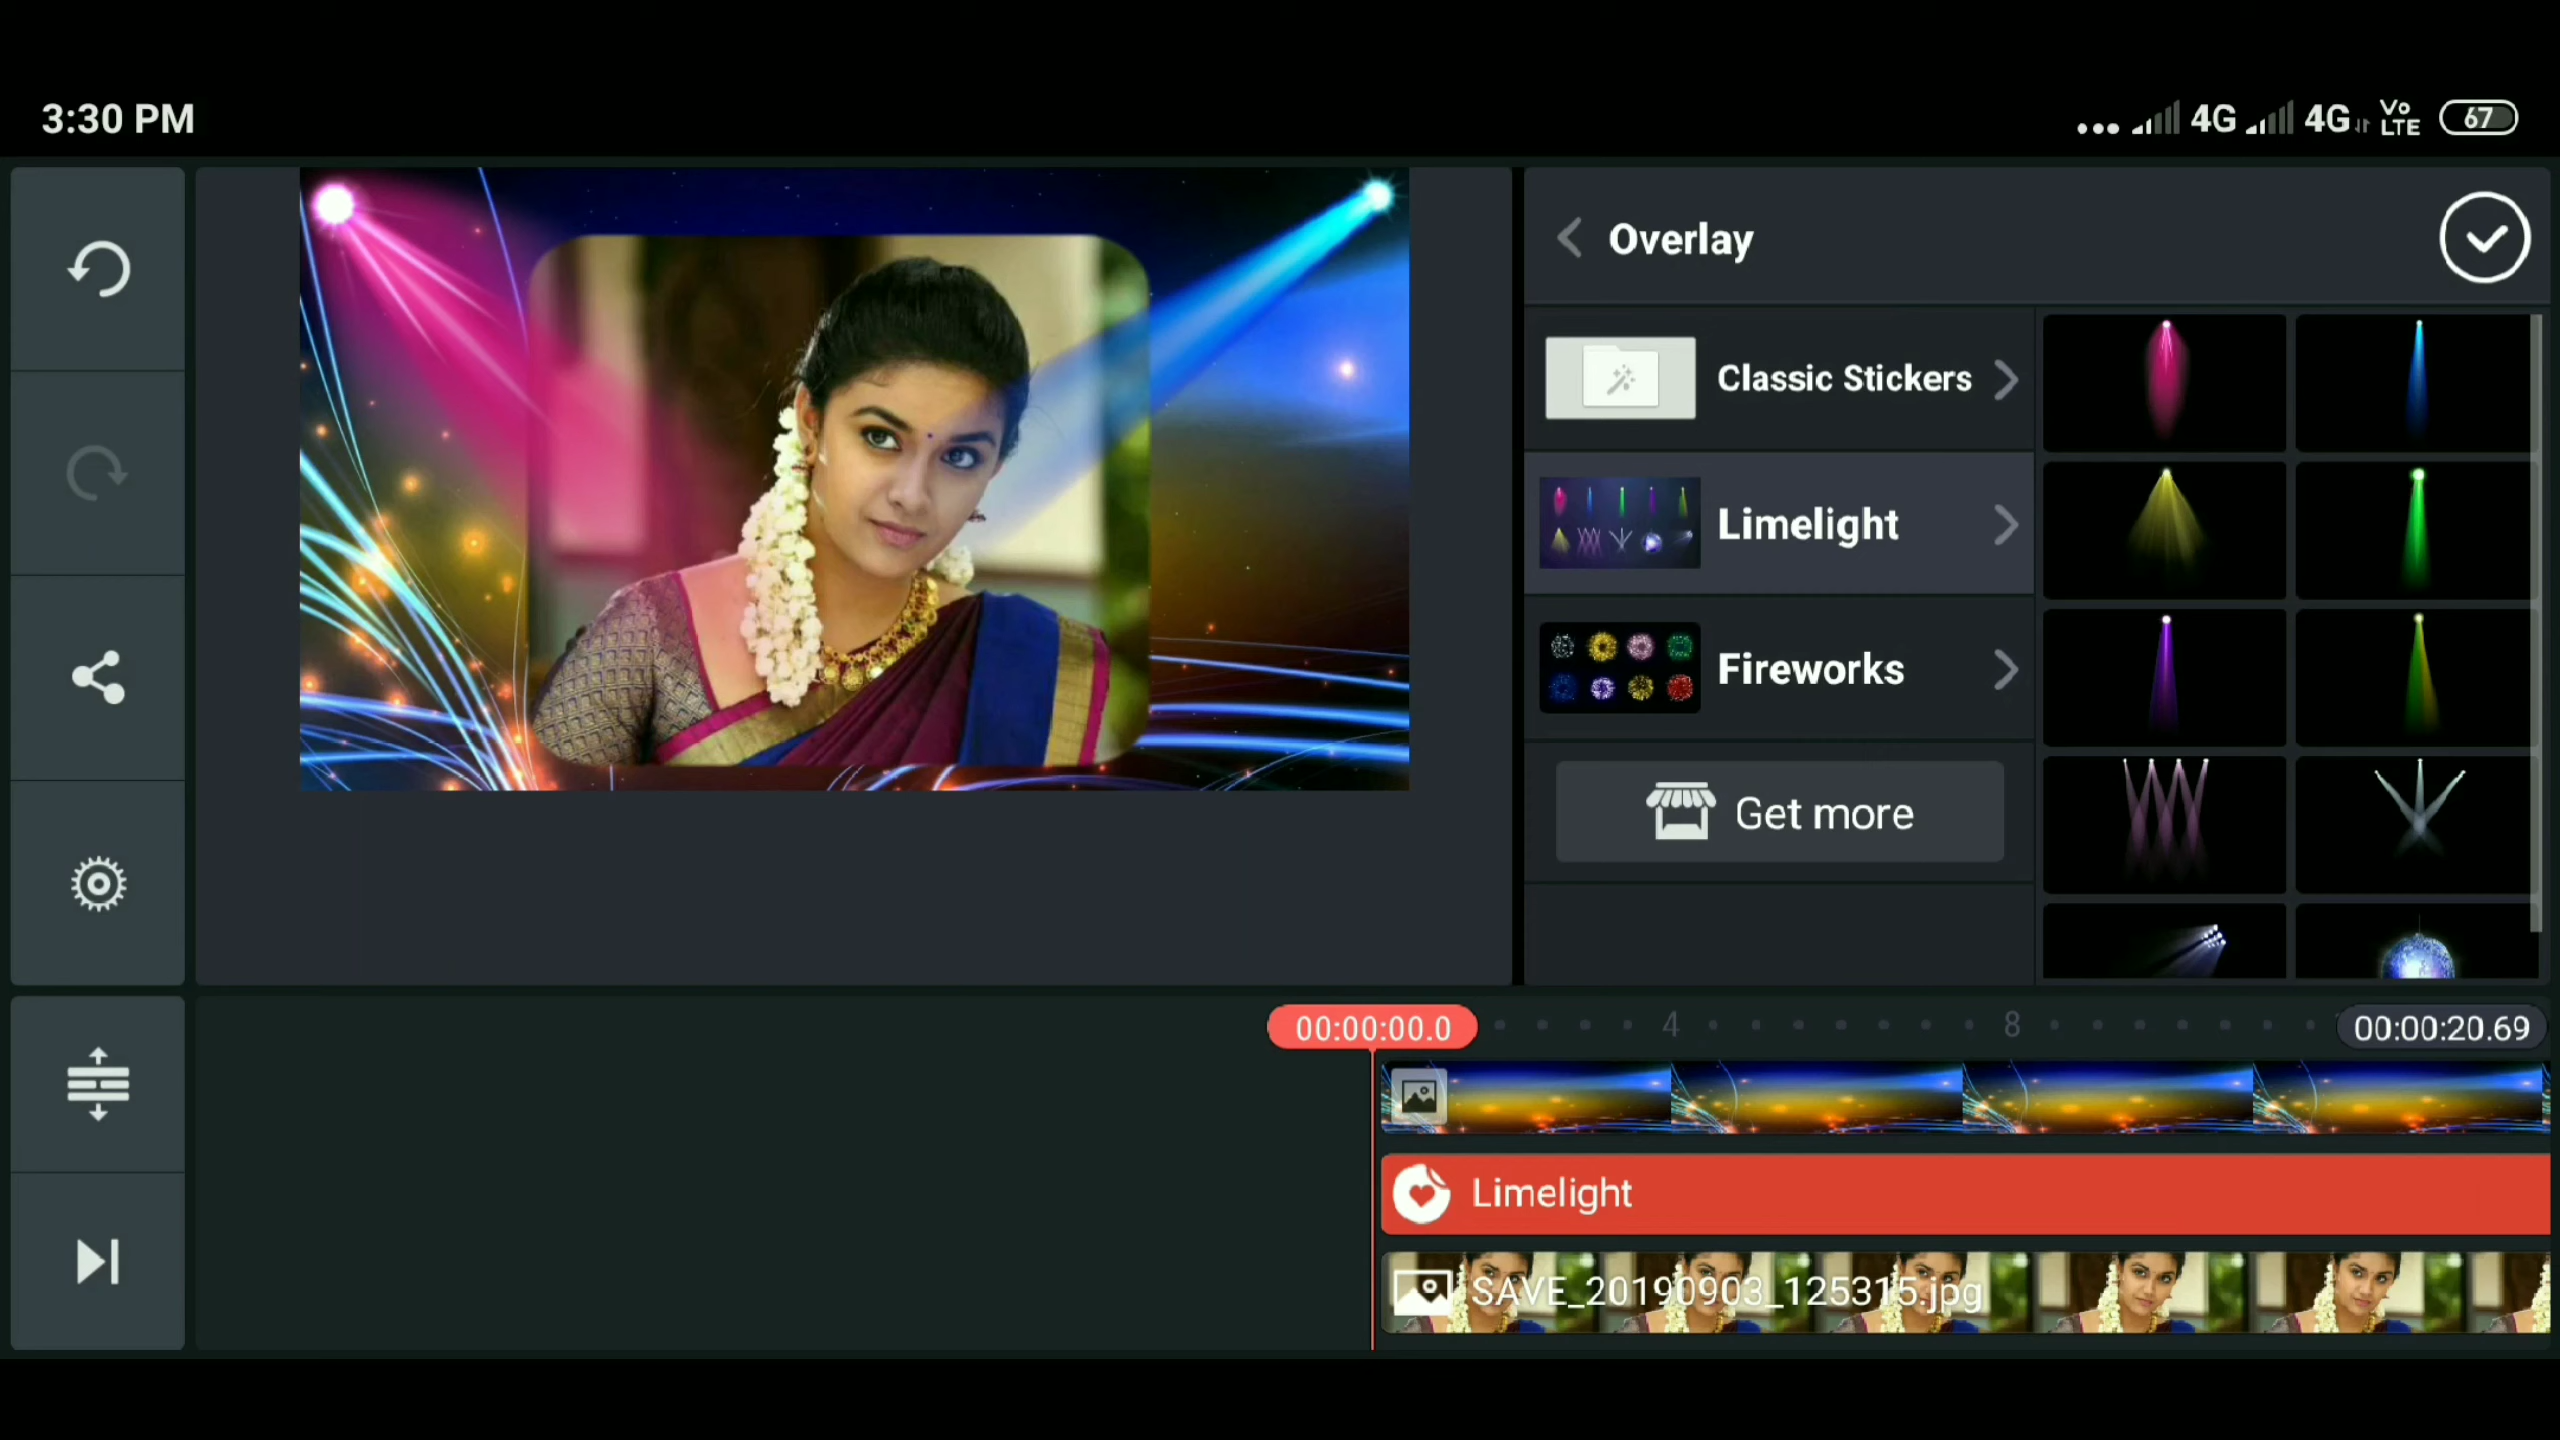 3:30 PM
4G 4G Vo LTE 67
Overlay
Classic Stickers
Limelight
Fireworks
Get more
00:00:00.0 4 8 00:00:20.69
Limelight
SAVE_20190903_125315.jpg